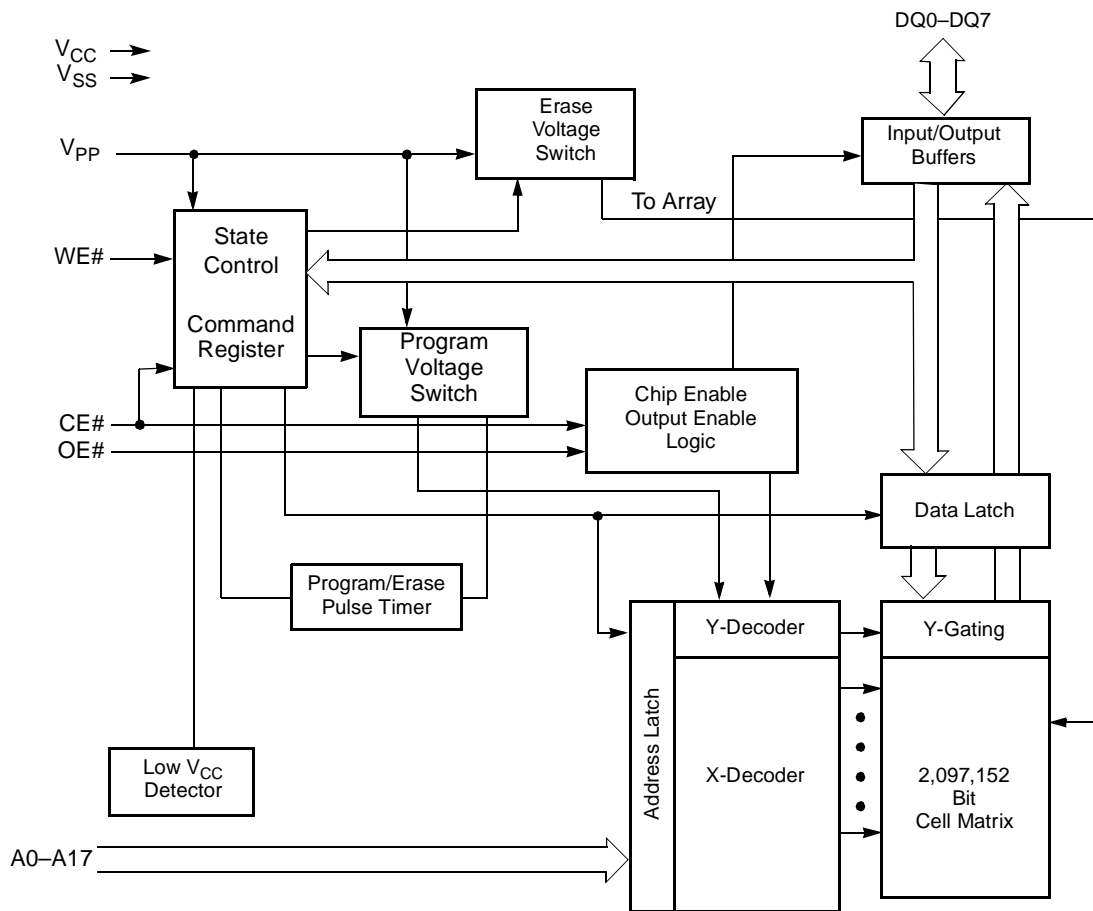 DQ0–DQ7
VCC
VSS
Erase
Voltage
Switch
VPP
Input/Output
Buffers
To Array
State
Control
WE#
Command
Register
Program
Voltage
Switch
Chip Enable
Output Enable
Logic
CE#
OE#
Data Latch
Program/Erase
Pulse Timer
Address Latch
Y-Decoder
Y-Gating
Low VCC
Detector
X-Decoder
2,097,152
Bit
Cell Matrix
A0–A17